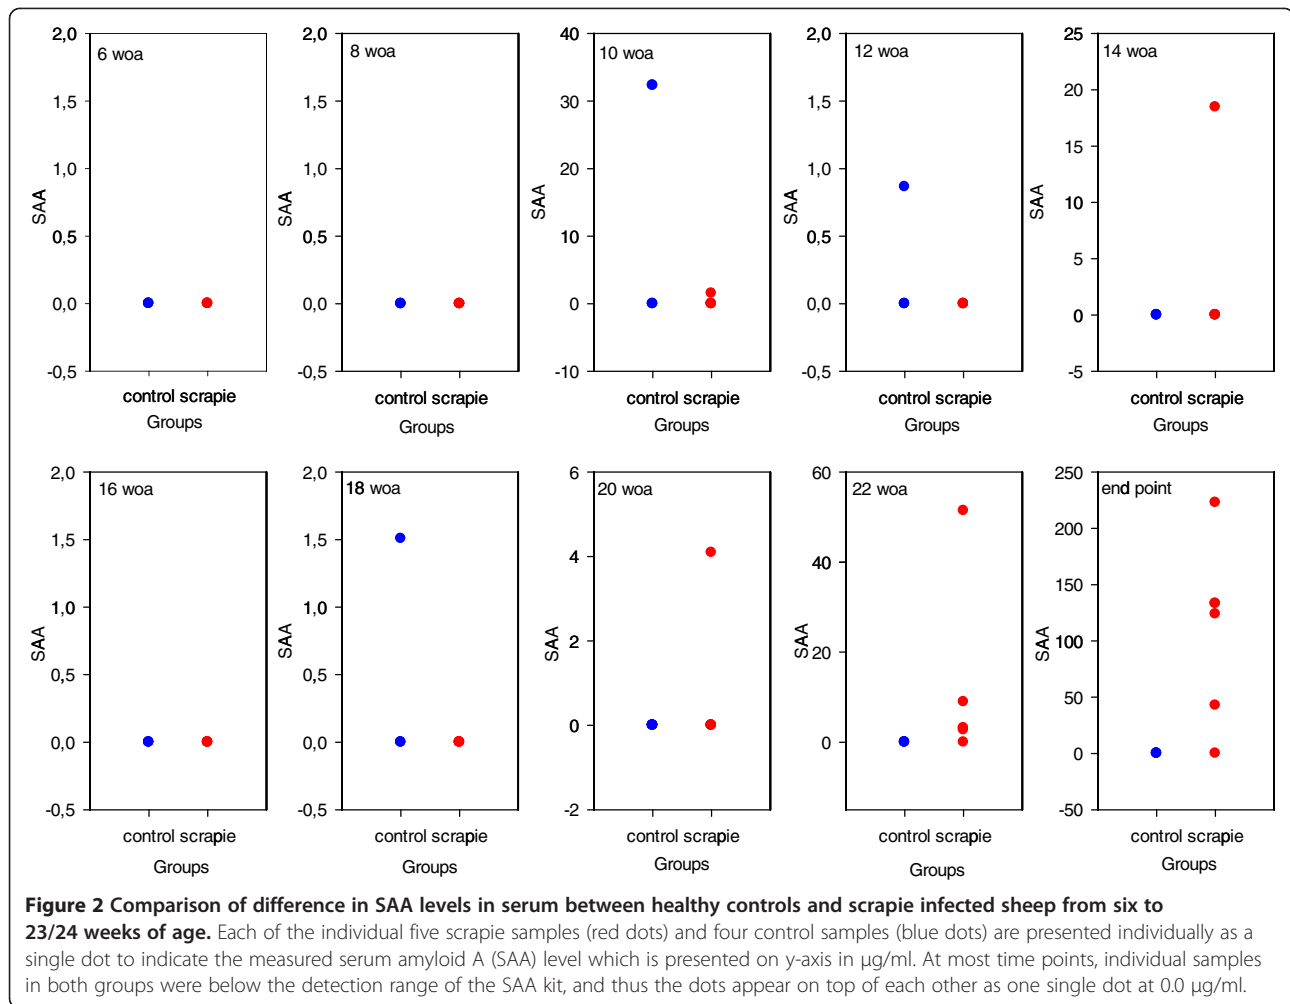 6 woa
2,0
1,5
1,0
0,5
0,0
-0,5
SAA
control scrapie
Groups
8 woa
2,0
1,5
1,0
0,5
0,0
-0,5
SAA
control scrapie
Groups
10 woa
40
30
20
10
0
-10
SAA
control scrapie
Groups
12 woa
2,0
1,5
1,0
0,5
0,0
-0,5
SAA
control scrapie
Groups
14 woa
25
20
15
10
5
0
-5
SAA
control scrapie
Groups
16 woa
2,0
1,5
1,0
0,5
0,0
-0,5
SAA
control scrapie
Groups
18 woa
2,0
1,5
1,0
0,5
0,0
-0,5
SAA
control scrapie
Groups
20 woa
6
4
2
0
-2
SAA
control scrapie
Groups
22 woa
60
40
20
0
SAA
control scrapie
Groups
end point
250
200
150
100
50
0
-50
SAA
control scrapie
Groups
Figure 2 Comparison of difference in SAA levels in serum between healthy controls and scrapie infected sheep from six to
23/24 weeks of age. Each of the individual five scrapie samples (red dots) and four control samples (blue dots) are presented individually as a
single dot to indicate the measured serum amyloid A (SAA) level which is presented on y-axis in μg/ml. At most time points, individual samples
in both groups were below the detection range of the SAA kit, and thus the dots appear on top of each other as one single dot at 0.0 μg/ml.